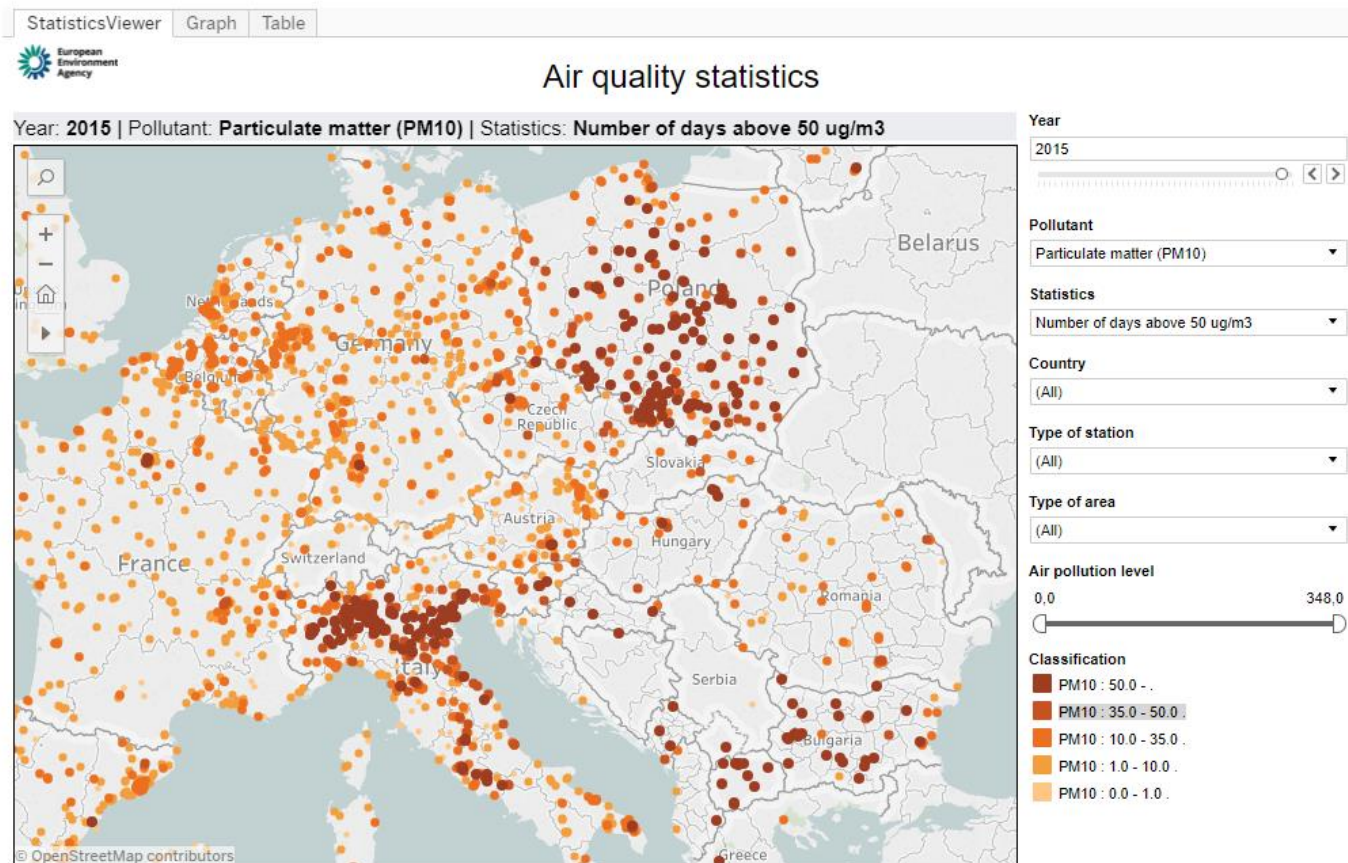 StatisticsViewer Graph Table
European
Environment
Agency
Air quality statistics
Year: 2015 | Pollutant: Particulate matter (PM10) | Statistics: Number of days above 50 ug/m3
Belarus
Poland
Netherlands
Germany
Belgium
Czech
Republic
Slovakia
Austria
Hungary
Switzerland
France
Romania
Italy
Serbia
Bulgaria
Greece
© OpenStreetMap contributors
Year
2015
Pollutant
Particulate matter (PM10)
Statistics
Number of days above 50 ug/m3
Country
(All)
Type of station
(All)
Type of area
(All)
Air pollution level
0,0 348,0
Classification
PM10 : 50.0 - .
PM10 : 35.0 - 50.0 .
PM10 : 10.0 - 35.0 .
PM10 : 1.0 - 10.0 .
PM10 : 0.0 - 1.0 .